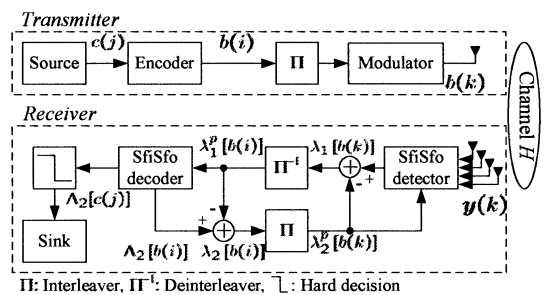 Transmitter
c(j) b(i)
Source Encoder Π Modulator
b(k)
Channel H
Receiver
λ₁ᵖ[b(i)] λ₁[b(k)]
SfiSfo decoder Π⁻¹ + - + SfiSfo detector
Λ₂[c(j)] y(k)
- +
Sink Π
Λ₂[b(i)] λ₂[b(i)] λ₂ᵖ[b(k)]
Π: Interleaver, Π⁻¹: Deinterleaver, : Hard decision